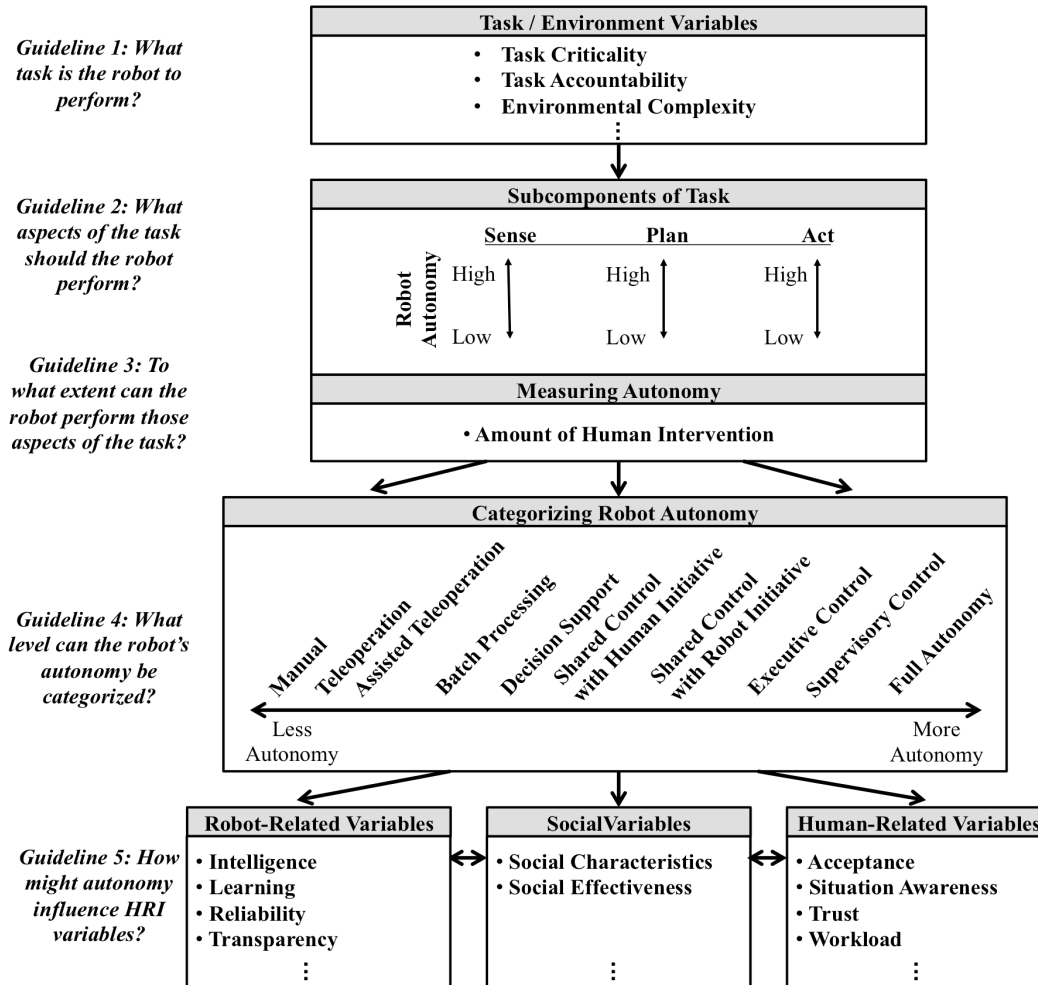 Guideline 1: What
task is the robot to
perform?
Task / Environment Variables
• Task Criticality
• Task Accountability
• Environmental Complexity
⋮
Guideline 2: What
aspects of the task
should the robot
perform?
Subcomponents of Task
Sense Plan Act
Robot
Autonomy
High High High
Low Low Low
Guideline 3: To
what extent can the
robot perform those
aspects of the task?
Measuring Autonomy
• Amount of Human Intervention
Guideline 4: What
level can the robot's
autonomy be
categorized?
Categorizing Robot Autonomy
Manual
Teleoperation
Assisted Teleoperation
Batch Processing
Decision Support
Shared Control
with Human Initiative
Shared Control
with Robot Initiative
Executive Control
Supervisory Control
Full Autonomy
Less
Autonomy
More
Autonomy
Guideline 5: How
might autonomy
influence HRI
variables?
Robot-Related Variables
• Intelligence
• Learning
• Reliability
• Transparency
⋮
SocialVariables
• Social Characteristics
• Social Effectiveness
⋮
Human-Related Variables
• Acceptance
• Situation Awareness
• Trust
• Workload
⋮